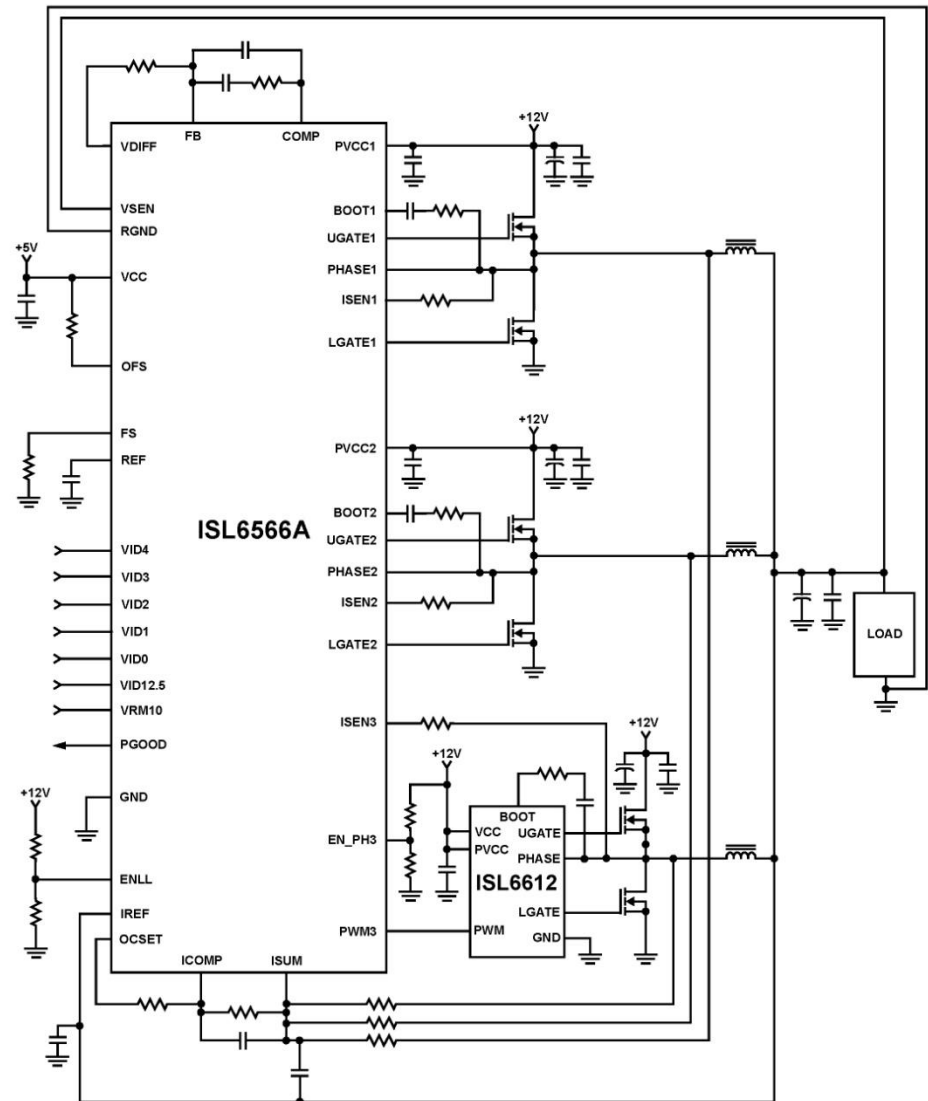 FB
COMP
+12V
VDIFF
PVCC1
VSEN
BOOT1
RGND
UGATE1
+5V
VCC
PHASE1
ISEN1
LGATE1
OFS
+12V
FS
PVCC2
REF
BOOT2
ISL6566A
UGATE2
VID4
PHASE2
VID3
ISEN2
VID2
VID1
LGATE2
LOAD
VID0
VID12.5
VRM10
ISEN3
+12V
PGOOD
+12V
+12V
GND
BOOT
VCC
UGATE
EN_PH3
PVCC
PHASE
ISL6612
ENLL
IREF
LGATE
PWM3
PWM
OCSET
GND
ICOMP
ISUM